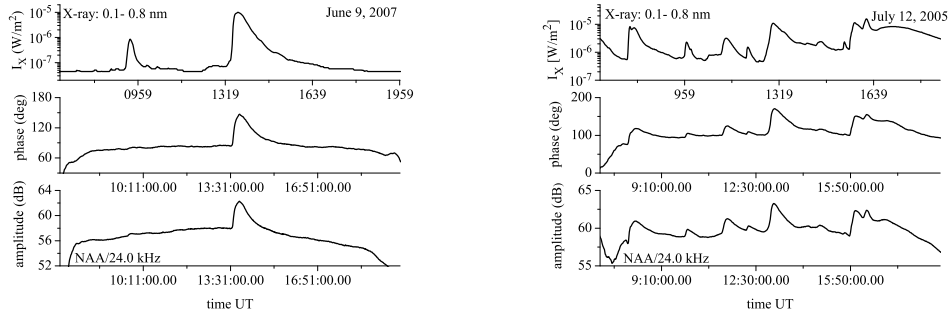 X-ray: 0.1- 0.8 nm
June 9, 2007
I_X (W/m²)
10⁻⁵
10⁻⁶
10⁻⁷
0959 1319 1639 1959
phase (deg)
180
120
60
10:11:00.00 13:31:00.00 16:51:00.00
amplitude (dB)
64
60
56
52
NAA/24.0 kHz
10:11:00.00 13:31:00.00 16:51:00.00
time UT
X-ray: 0.1- 0.8 nm
July 12, 2005
I_X [W/m²]
10⁻⁴
10⁻⁵
10⁻⁶
10⁻⁷
959 1319 1639
phase (deg)
200
100
0
9:10:00.00 12:30:00.00 15:50:00.00
amplitude (dB)
65
60
55
NAA/24.0 kHz
9:10:00.00 12:30:00.00 15:50:00.00
time UT